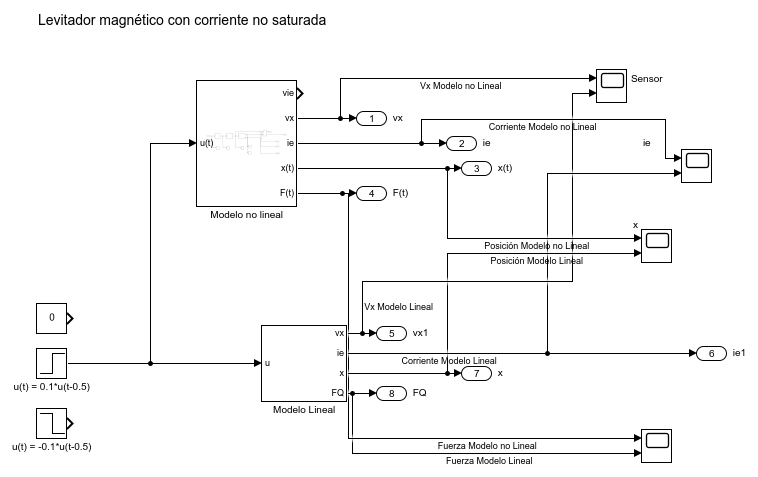 Levitador magnético con corriente no saturada
vie
vx
ie
x(t)
F(t)
u(t)
Modelo no lineal
1
vx
2
ie
3
x(t)
4
F(t)
Vx Modelo no Lineal
Sensor
Corriente Modelo no Lineal
ie
x
Posición Modelo no Lineal
Posición Modelo Lineal
Vx Modelo Lineal
0
u(t) = 0.1*u(t-0.5)
u(t) = -0.1*u(t-0.5)
u
vx
ie
x
FQ
Modelo Lineal
5
vx1
Corriente Modelo Lineal
6
ie1
7
x
8
FQ
Fuerza Modelo no Lineal
Fuerza Modelo Lineal